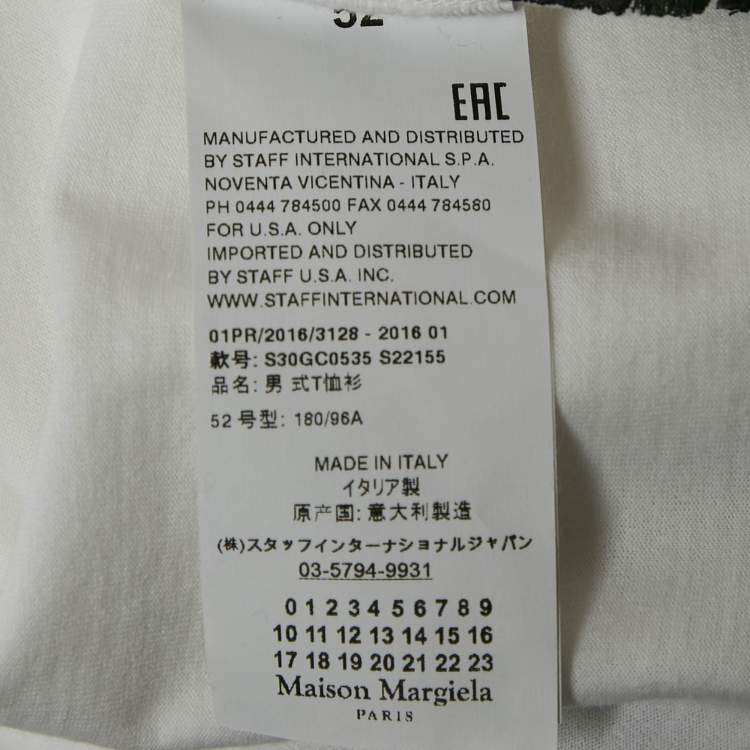 52
EAC
MANUFACTURED AND DISTRIBUTED
BY STAFF INTERNATIONAL S.P.A.
NOVENTA VICENTINA - ITALY
PH 0444 784500 FAX 0444 784580
FOR U.S.A. ONLY
IMPORTED AND DISTRIBUTED
BY STAFF U.S.A. INC.
WWW.STAFFINTERNATIONAL.COM
01PR/2016/3128 - 2016 01
款号: S30GC0535 S22155
品名: 男 式T恤衫
52 号型: 180/96A
MADE IN ITALY
イタリア製
原产国: 意大利製造
(株)スタッフインターナショナルジャパン
03-5794-9931
0 1 2 3 4 5 6 7 8 9
10 11 12 13 14 15 16
17 18 19 20 21 22 23
Maison Margiela
PARIS